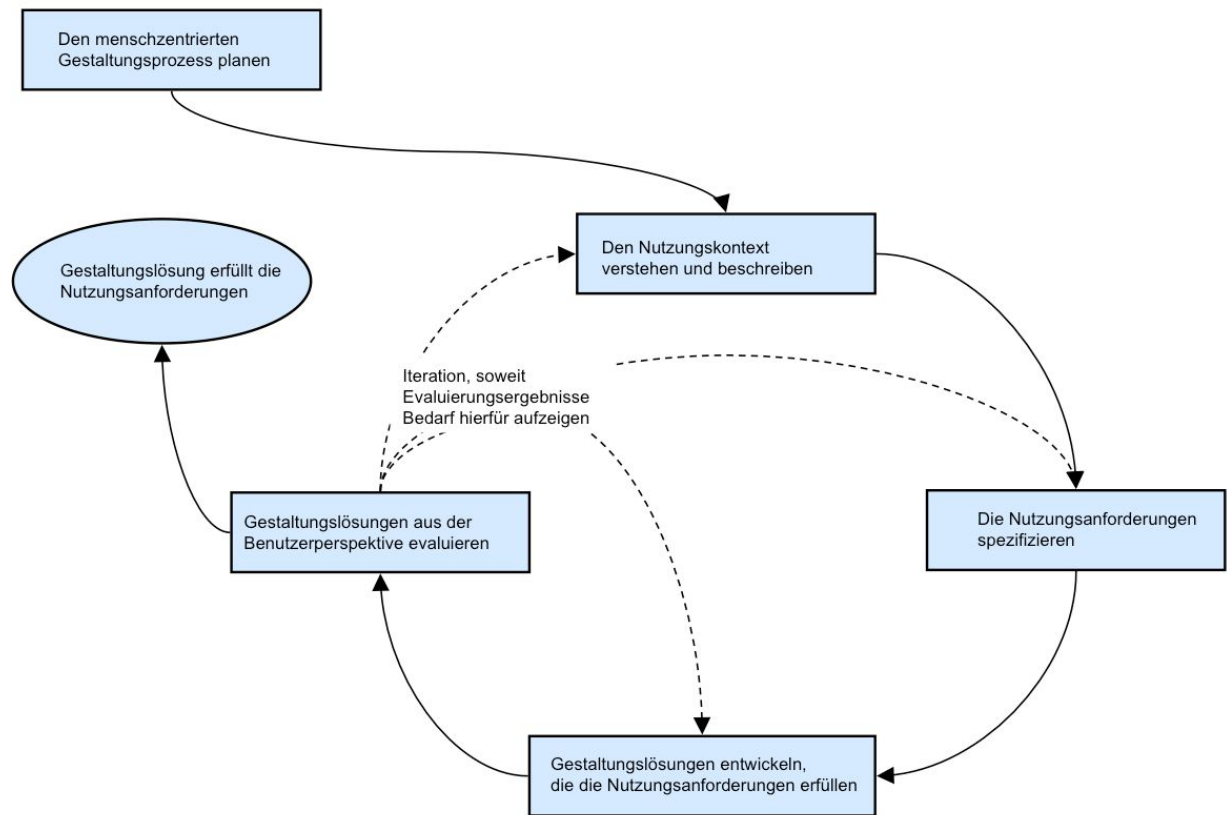 Den menschzentrierten
Gestaltungsprozess planen
Gestaltungslösung erfüllt die
Nutzungsanforderungen
Den Nutzungskontext
verstehen und beschreiben
Iteration, soweit
Evaluierungsergebnisse
Bedarf hierfür aufzeigen
Gestaltungslösungen aus der
Benutzerperspektive evaluieren
Die Nutzungsanforderungen
spezifizieren
Gestaltungslösungen entwickeln,
die die Nutzungsanforderungen erfüllen